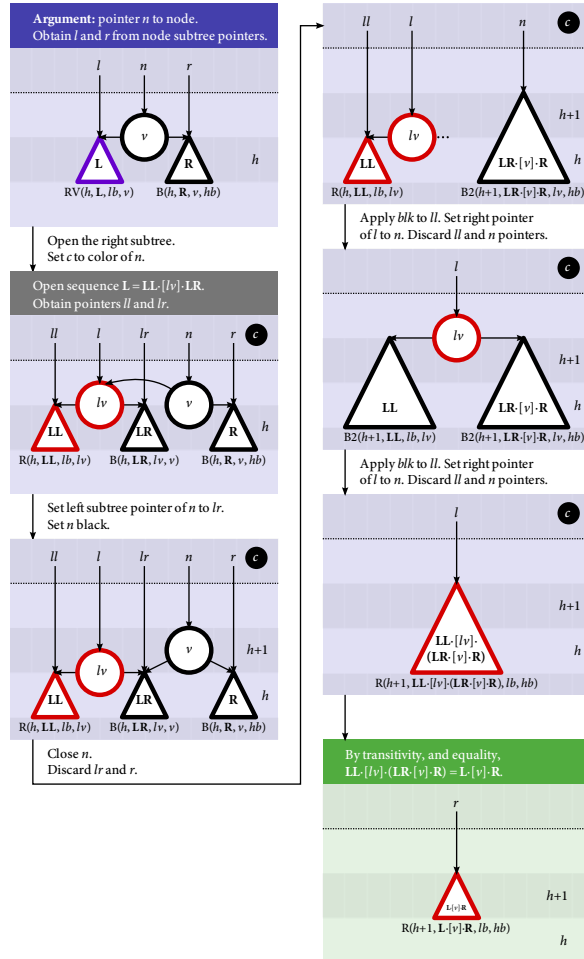 Argument: pointer n to node.
Obtain l and r from node subtree pointers.
l n r
v
L R
h
RV(h, L, lb, v) B(h, R, v, hb)
Open the right subtree.
Set c to color of n.
Open sequence L = LL·[lv]·LR.
Obtain pointers ll and lr.
ll l lr n r c
lv v
LL LR R
h
R(h, LL, lb, lv) B(h, LR, lv, v) B(h, R, v, hb)
Set left subtree pointer of n to lr.
Set n black.
ll l lr n r c
h+1
lv v
LL LR R
h
R(h, LL, lb, lv) B(h, LR, lv, v) B(h, R, v, hb)
Close n.
Discard lr and r.
c
ll l n
h+1
lv ...
LL LR·[v]·R h
R(h, LL, lb, lv) B2(h+1, LR·[v]·R, lv, hb)
Apply blk to ll. Set right pointer
of l to n. Discard ll and n pointers.
c
l
lv
h+1
LL LR·[v]·R h
B2(h+1, LL, lb, lv) B2(h+1, LR·[v]·R, lv, hb)
Apply blk to ll. Set right pointer
of l to n. Discard ll and n pointers.
l c
h+1
LL·[lv]·
(LR·[v]·R)
h
R(h+1, LL·[lv]·(LR·[v]·R), lb, hb)
By transitivity, and equality,
LL·[lv]·(LR·[v]·R) = L·[v]·R.
r
h+1
L·[v]·R
R(h+1, L·[v]·R, lb, hb)
h